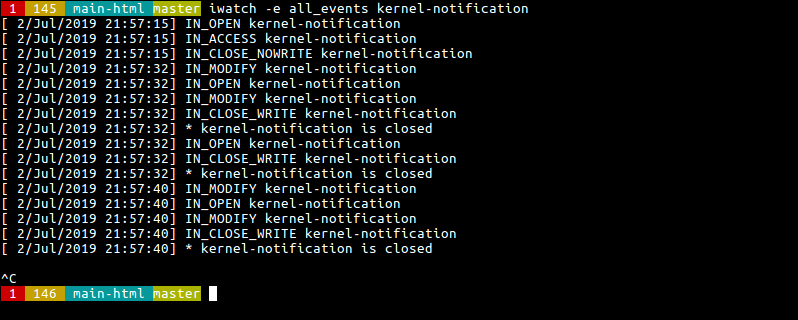 1 145 main-html master iwatch -e all_events kernel-notification
[ 2/Jul/2019 21:57:15] IN_OPEN kernel-notification
[ 2/Jul/2019 21:57:15] IN_ACCESS kernel-notification
[ 2/Jul/2019 21:57:15] IN_CLOSE_NOWRITE kernel-notification
[ 2/Jul/2019 21:57:32] IN_MODIFY kernel-notification
[ 2/Jul/2019 21:57:32] IN_OPEN kernel-notification
[ 2/Jul/2019 21:57:32] IN_MODIFY kernel-notification
[ 2/Jul/2019 21:57:32] IN_CLOSE_WRITE kernel-notification
[ 2/Jul/2019 21:57:32] * kernel-notification is closed
[ 2/Jul/2019 21:57:32] IN_OPEN kernel-notification
[ 2/Jul/2019 21:57:32] IN_CLOSE_WRITE kernel-notification
[ 2/Jul/2019 21:57:32] * kernel-notification is closed
[ 2/Jul/2019 21:57:40] IN_MODIFY kernel-notification
[ 2/Jul/2019 21:57:40] IN_OPEN kernel-notification
[ 2/Jul/2019 21:57:40] IN_MODIFY kernel-notification
[ 2/Jul/2019 21:57:40] IN_CLOSE_WRITE kernel-notification
[ 2/Jul/2019 21:57:40] * kernel-notification is closed
^C
1 146 main-html master